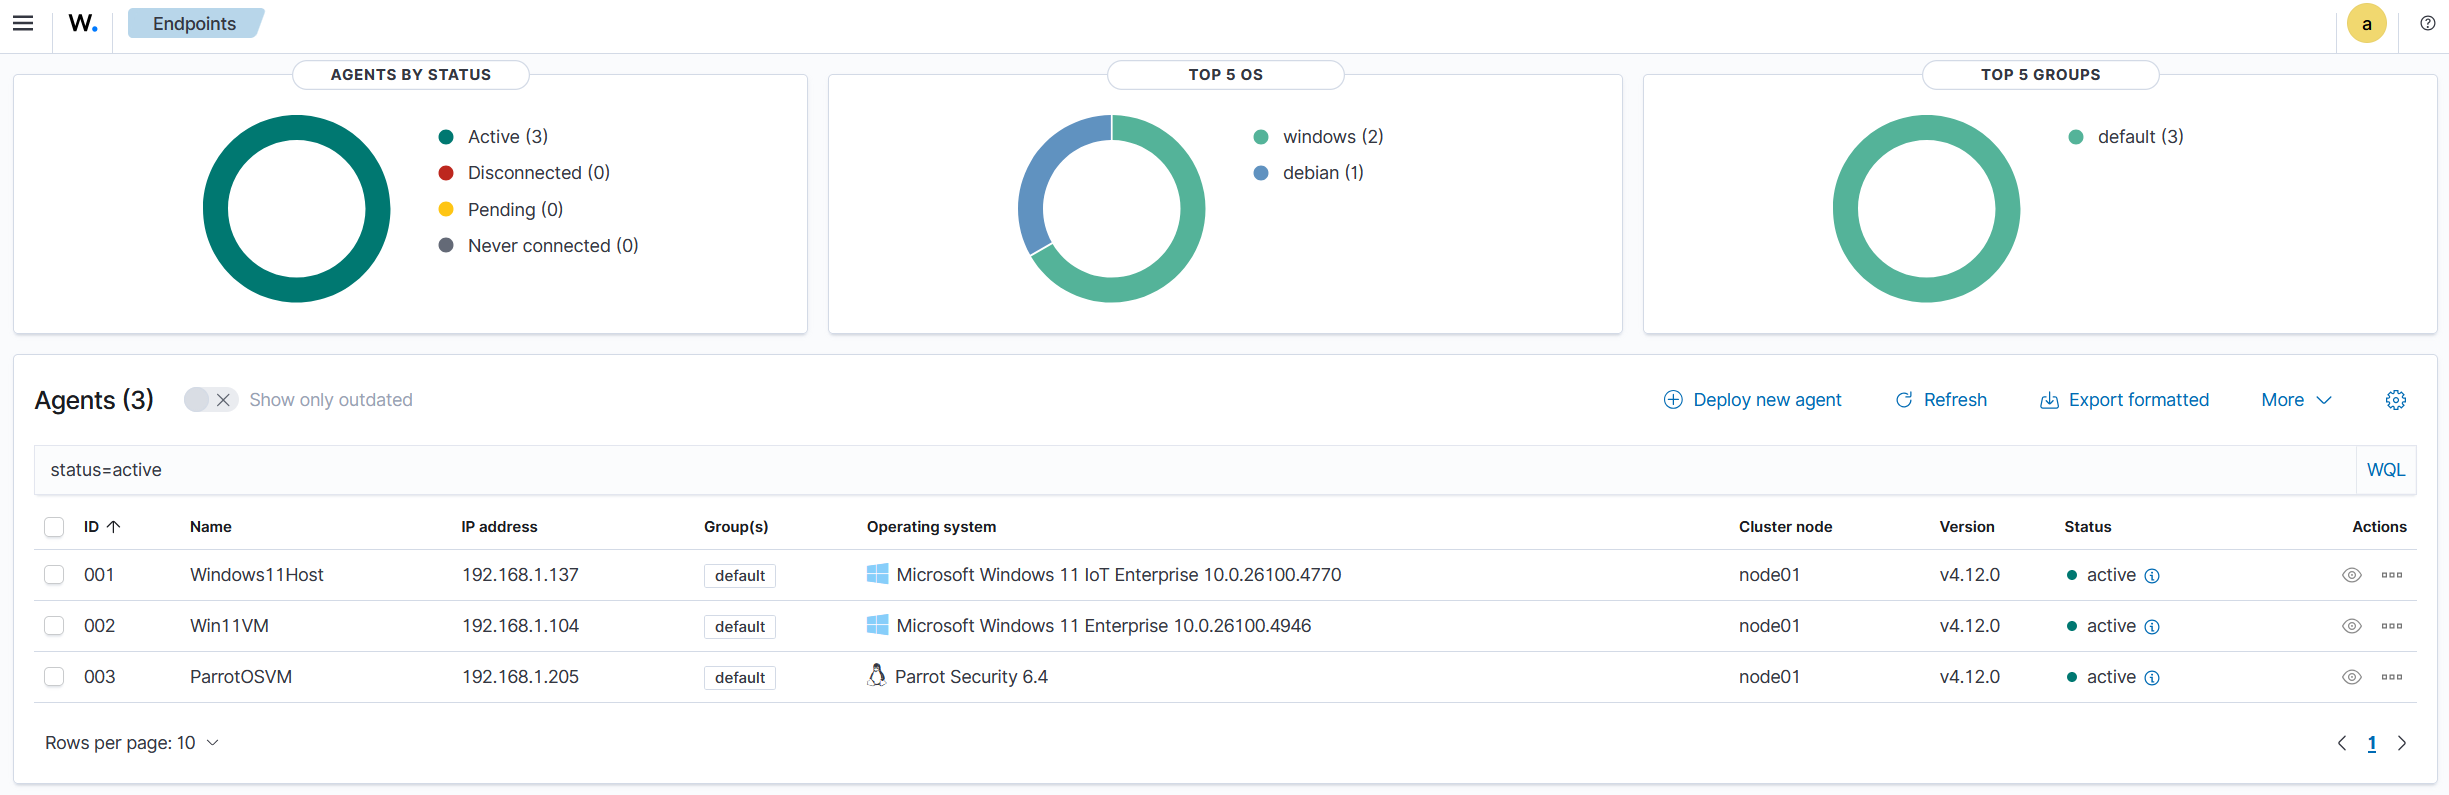 W. Endpoints a
AGENTS BY STATUS
Active (3)
Disconnected (0)
Pending (0)
Never connected (0)
TOP 5 OS
windows (2)
debian (1)
TOP 5 GROUPS
default (3)
Agents (3) Show only outdated Deploy new agent Refresh Export formatted More
status=active WQL
ID Name IP address Group(s) Operating system Cluster node Version Status Actions
001 Windows11Host 192.168.1.137 default Microsoft Windows 11 IoT Enterprise 10.0.26100.4770 node01 v4.12.0 active
002 Win11VM 192.168.1.104 default Microsoft Windows 11 Enterprise 10.0.26100.4946 node01 v4.12.0 active
003 ParrotOSVM 192.168.1.205 default Parrot Security 6.4 node01 v4.12.0 active
Rows per page: 10 1